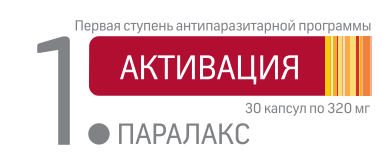 Первая ступень антипаразитарной программы
1.
АКТИВАЦИЯ
30 капсул по 320 мг
ПАРАЛАКС